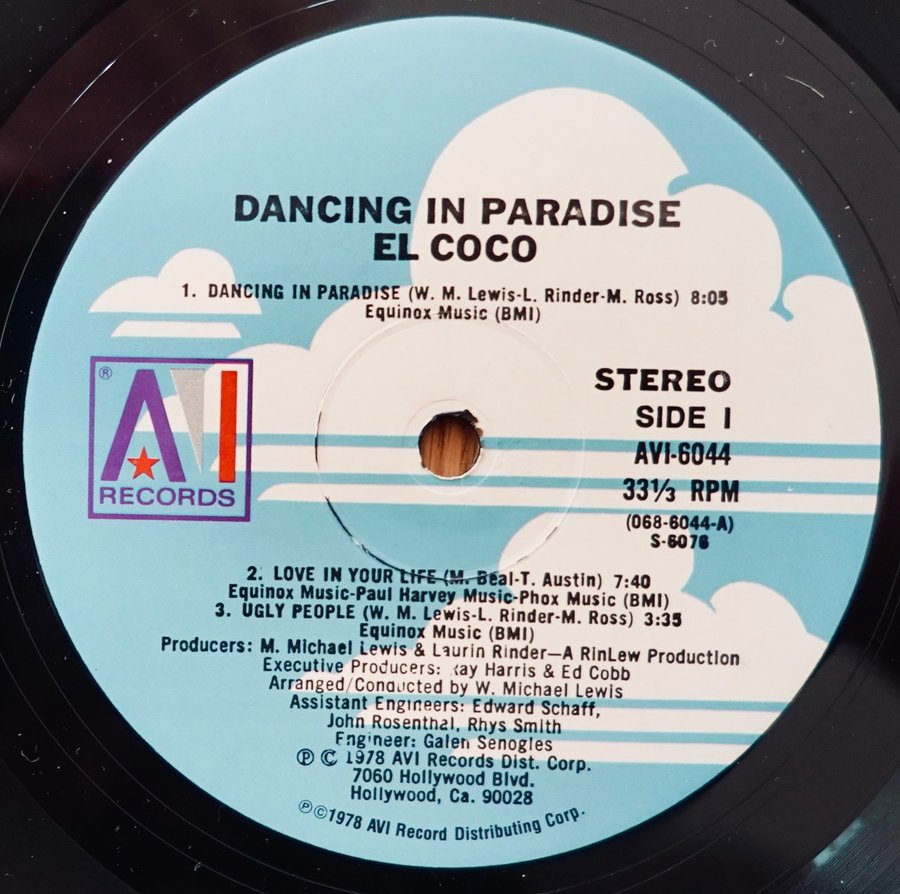 DANCING IN PARADISE
EL COCO
1. DANCING IN PARADISE (W. M. Lewis-L. Rinder-M. Ross) 8:05
Equinox Music (BMI)
®
AVI
RECORDS
STEREO
SIDE 1
AVI-6044
33⅓ RPM
(068-6044-A)
S-6076
2. LOVE IN YOUR LIFE (M. Beal-T. Austin) 7:40
Equinox Music-Paul Harvey Music-Phox Music (BMI)
3. UGLY PEOPLE (W. M. Lewis-L. Rinder-M. Ross) 3:35
Equinox Music (BMI)
Producers: M. Michael Lewis & Laurin Rinder—A RinLew Production
Executive Producers: Harris & Ed Cobb
Arranged/Conducted by W. Michael Lewis
Assistant Engineers: Edward Schaff,
John Rosenthal, Rhys Smith
Engineer: Galen Senogles
℗ © 1978 AVI Records Dist. Corp.
7060 Hollywood Blvd.
Hollywood, Ca. 90028
℗©1978 AVI Record Distributing Corp.